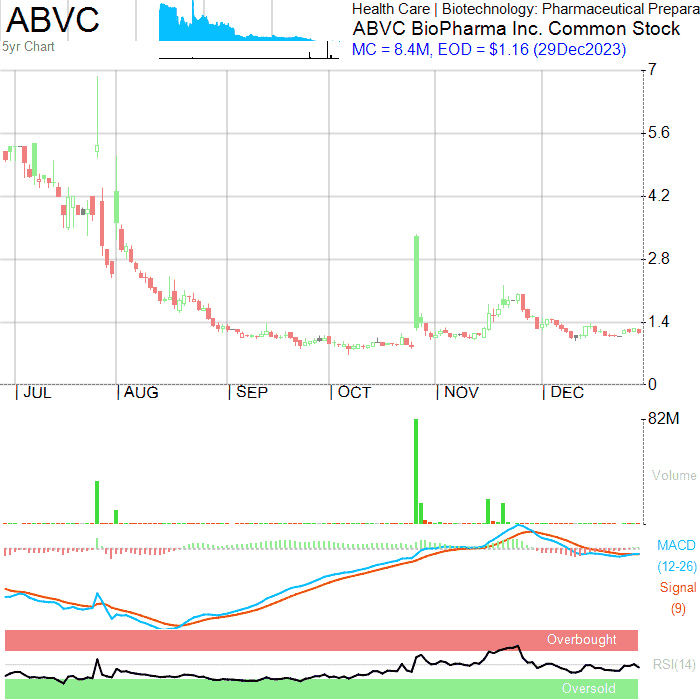 ABVC
5yr Chart
Health Care | Biotechnology: Pharmaceutical Prepara
ABVC BioPharma Inc. Common Stock
MC = 8.4M, EOD = $1.16 (29Dec2023)
7
5.6
4.2
2.8
1.4
0
| JUL | AUG | SEP | OCT | NOV | DEC
82M
Volume
MACD
(12-26)
Signal
(9)
Overbought
RSI(14)
Oversold